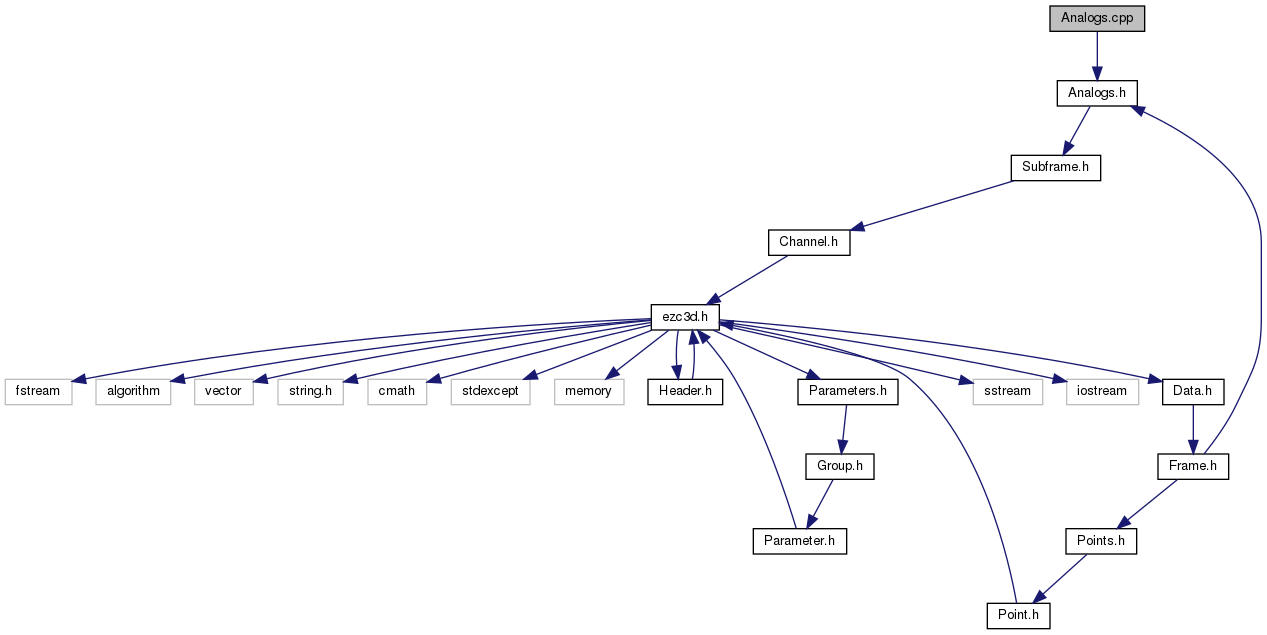 Analogs.cpp
Analogs.h
Subframe.h
Channel.h
ezc3d.h
fstream
algorithm
vector
string.h
cmath
stdexcept
memory
Header.h
Parameters.h
sstream
iostream
Data.h
Group.h
Frame.h
Parameter.h
Points.h
Point.h